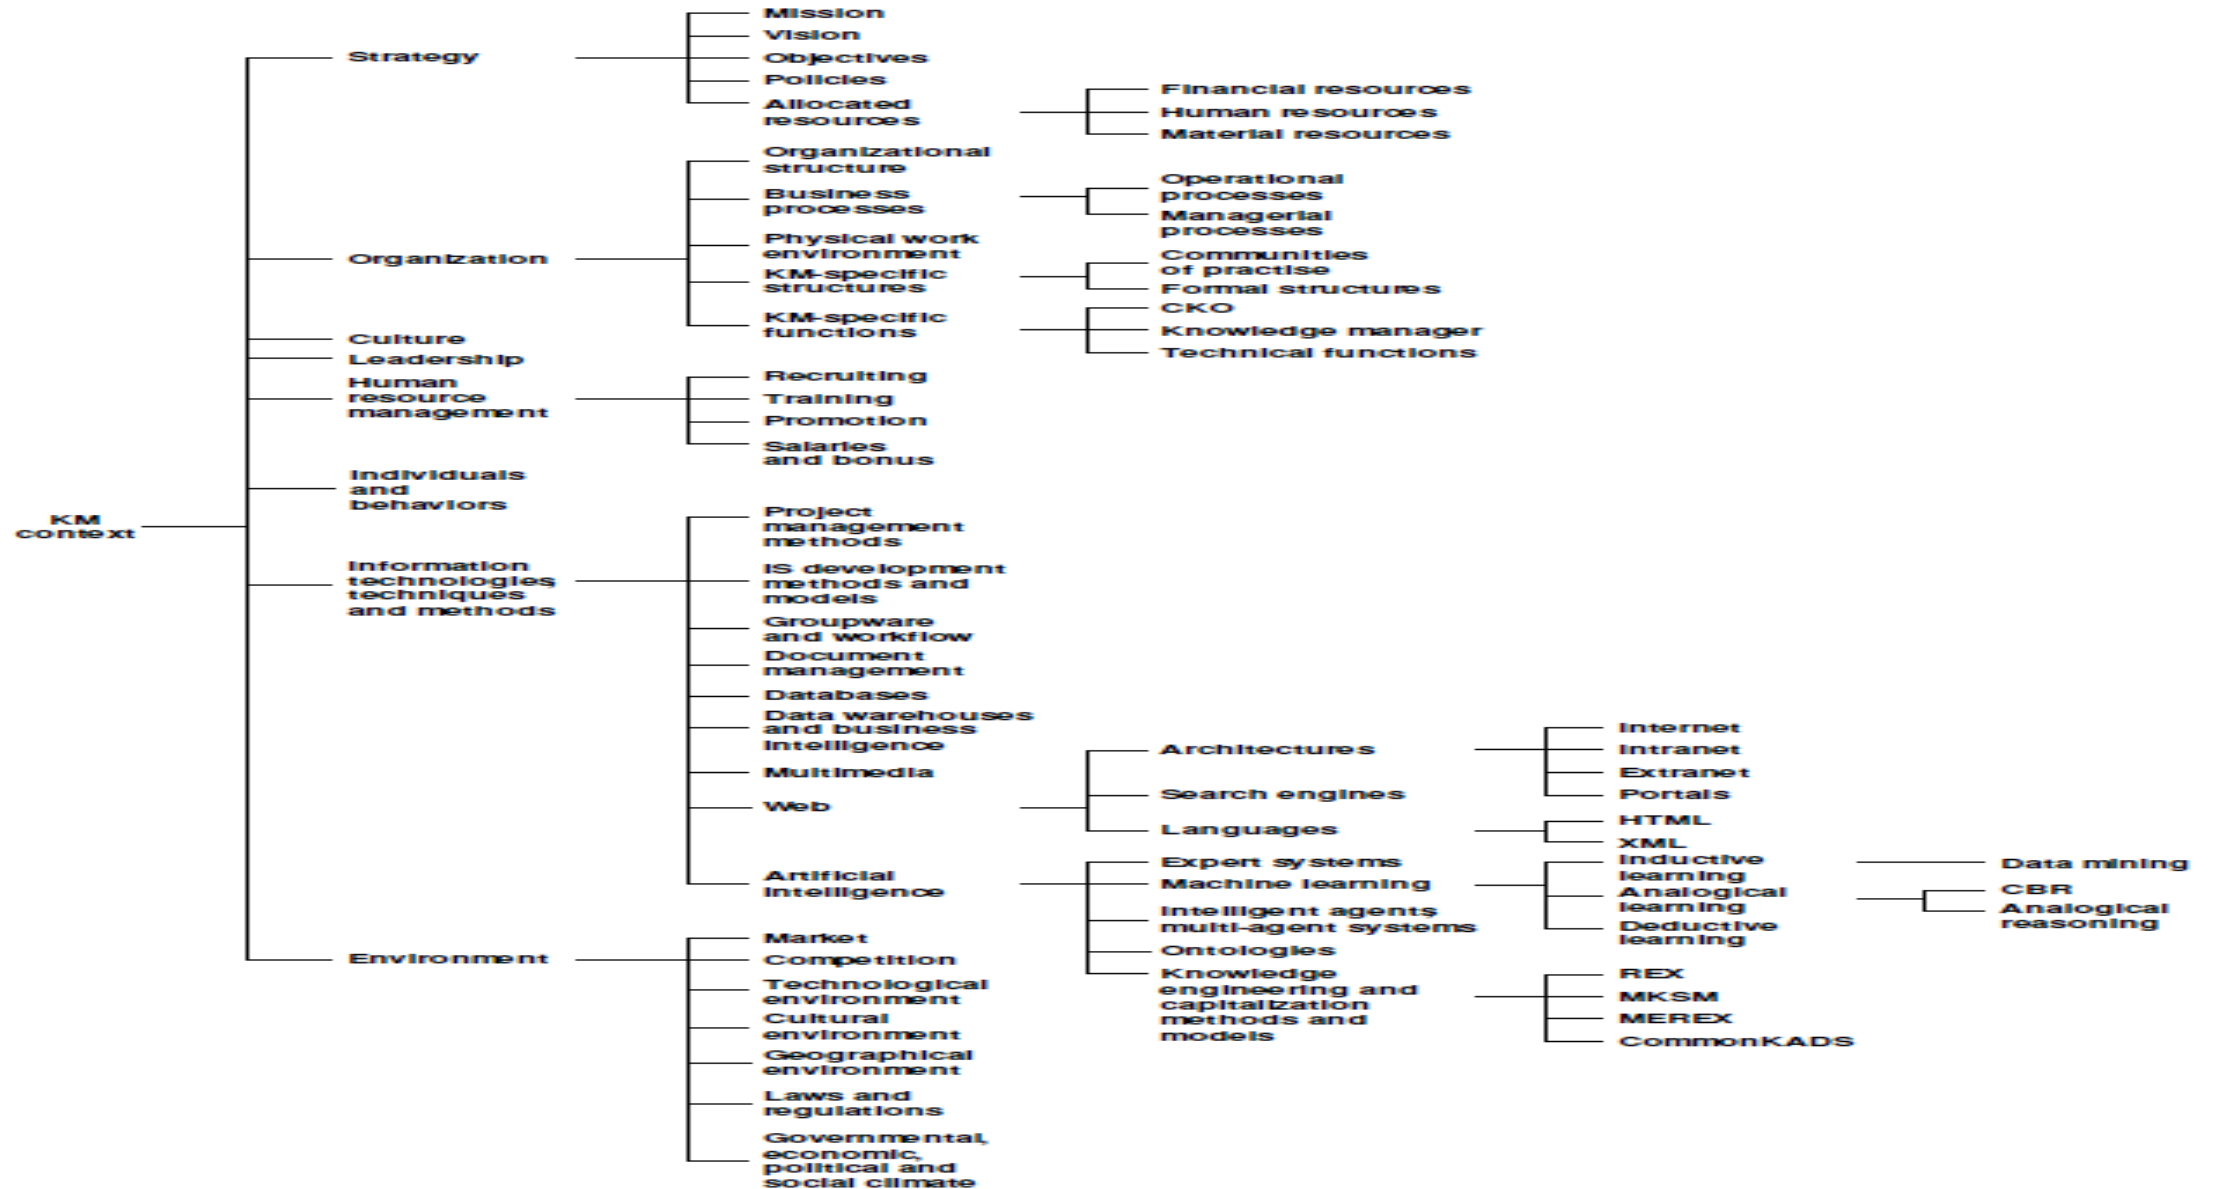 Mission
Vision
Strategy
Objectives
Policies
Allocated
resources
Financial resources
Human resources
Material resources
Organizational
structure
Business
processes
Operational
processes
Managerial
processes
Organization
Physical work
environment
KM-specific
structures
Communities
of practise
Formal structures
KM-specific
functions
CKO
Knowledge manager
Technical functions
Culture
Leadership
Human
resource
management
Recruiting
Training
Promotion
Salaries
and bonus
Individuals
and
behaviors
KM
context
Information
technologies,
techniques
and methods
Project
management
methods
IS development
methods and
models
Groupware
and workflow
Document
management
Databases
Data warehouses
and business
intelligence
Multimedia
Web
Architectures
Internet
Intranet
Extranet
Portals
Search engines
Languages
HTML
XML
Artificial
intelligence
Expert systems
Machine learning
Inductive
learning
Data mining
Analogical
learning
CBR
Analogical
reasoning
Deductive
learning
Intelligent agents,
multi-agent systems
Ontologies
Knowledge
engineering and
capitalization
methods and
models
REX
MKSM
MEREX
CommonKADS
Environment
Market
Competition
Technological
environment
Cultural
environment
Geographical
environment
Laws and
regulations
Governmental,
economic,
political and
social climate